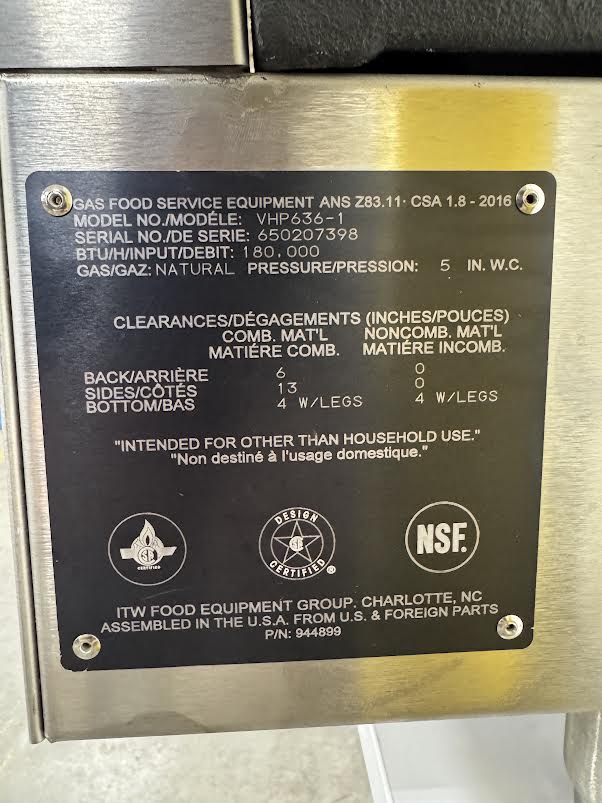 GAS FOOD SERVICE EQUIPMENT ANS Z83.11· CSA 1.8 - 2016
MODEL NO./MODÉLE: VHP636-1
SERIAL NO./DE SERIE: 650207398
BTU/H/INPUT/DEBIT: 180,000
GAS/GAZ: NATURAL PRESSURE/PRESSION: 5 IN. W.C.
CLEARANCES/DÉGAGEMENTS (INCHES/POUCES)
COMB. MAT'L NONCOMB. MAT'L
MATIÉRE COMB. MATIÉRE INCOMB.
BACK/ARRIÈRE 6 0
SIDES/CÔTÉS 13 0
BOTTOM/BAS 4 W/LEGS 4 W/LEGS
"INTENDED FOR OTHER THAN HOUSEHOLD USE."
"Non destiné à l'usage domestique."
CERTIFIED
DESIGN CERTIFIED ®
NSF.
ITW FOOD EQUIPMENT GROUP. CHARLOTTE, NC
ASSEMBLED IN THE U.S.A. FROM U.S. & FOREIGN PARTS
P/N: 944899